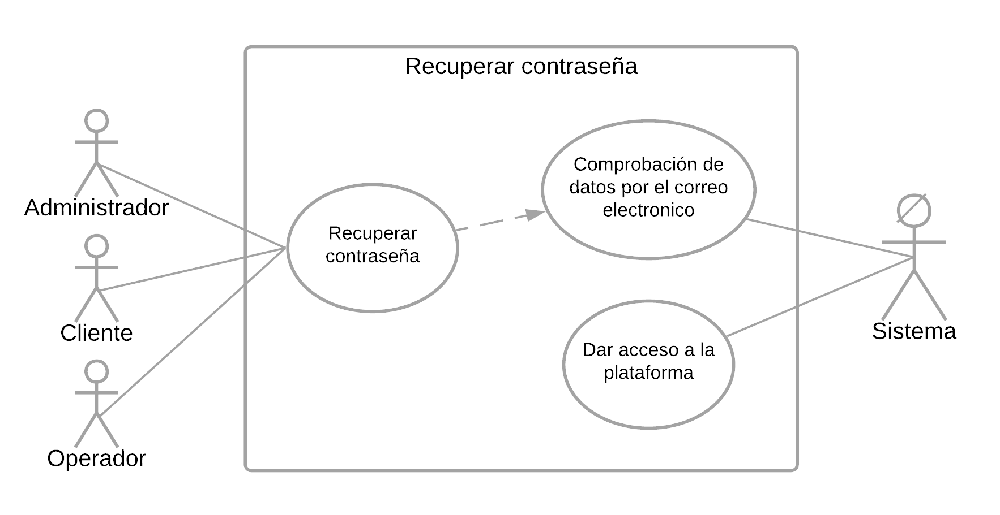 Recuperar contraseña
Administrador
Cliente
Operador
Recuperar
contraseña
Comprobación de
datos por el correo
electronico
Dar acceso a la
plataforma
Sistema